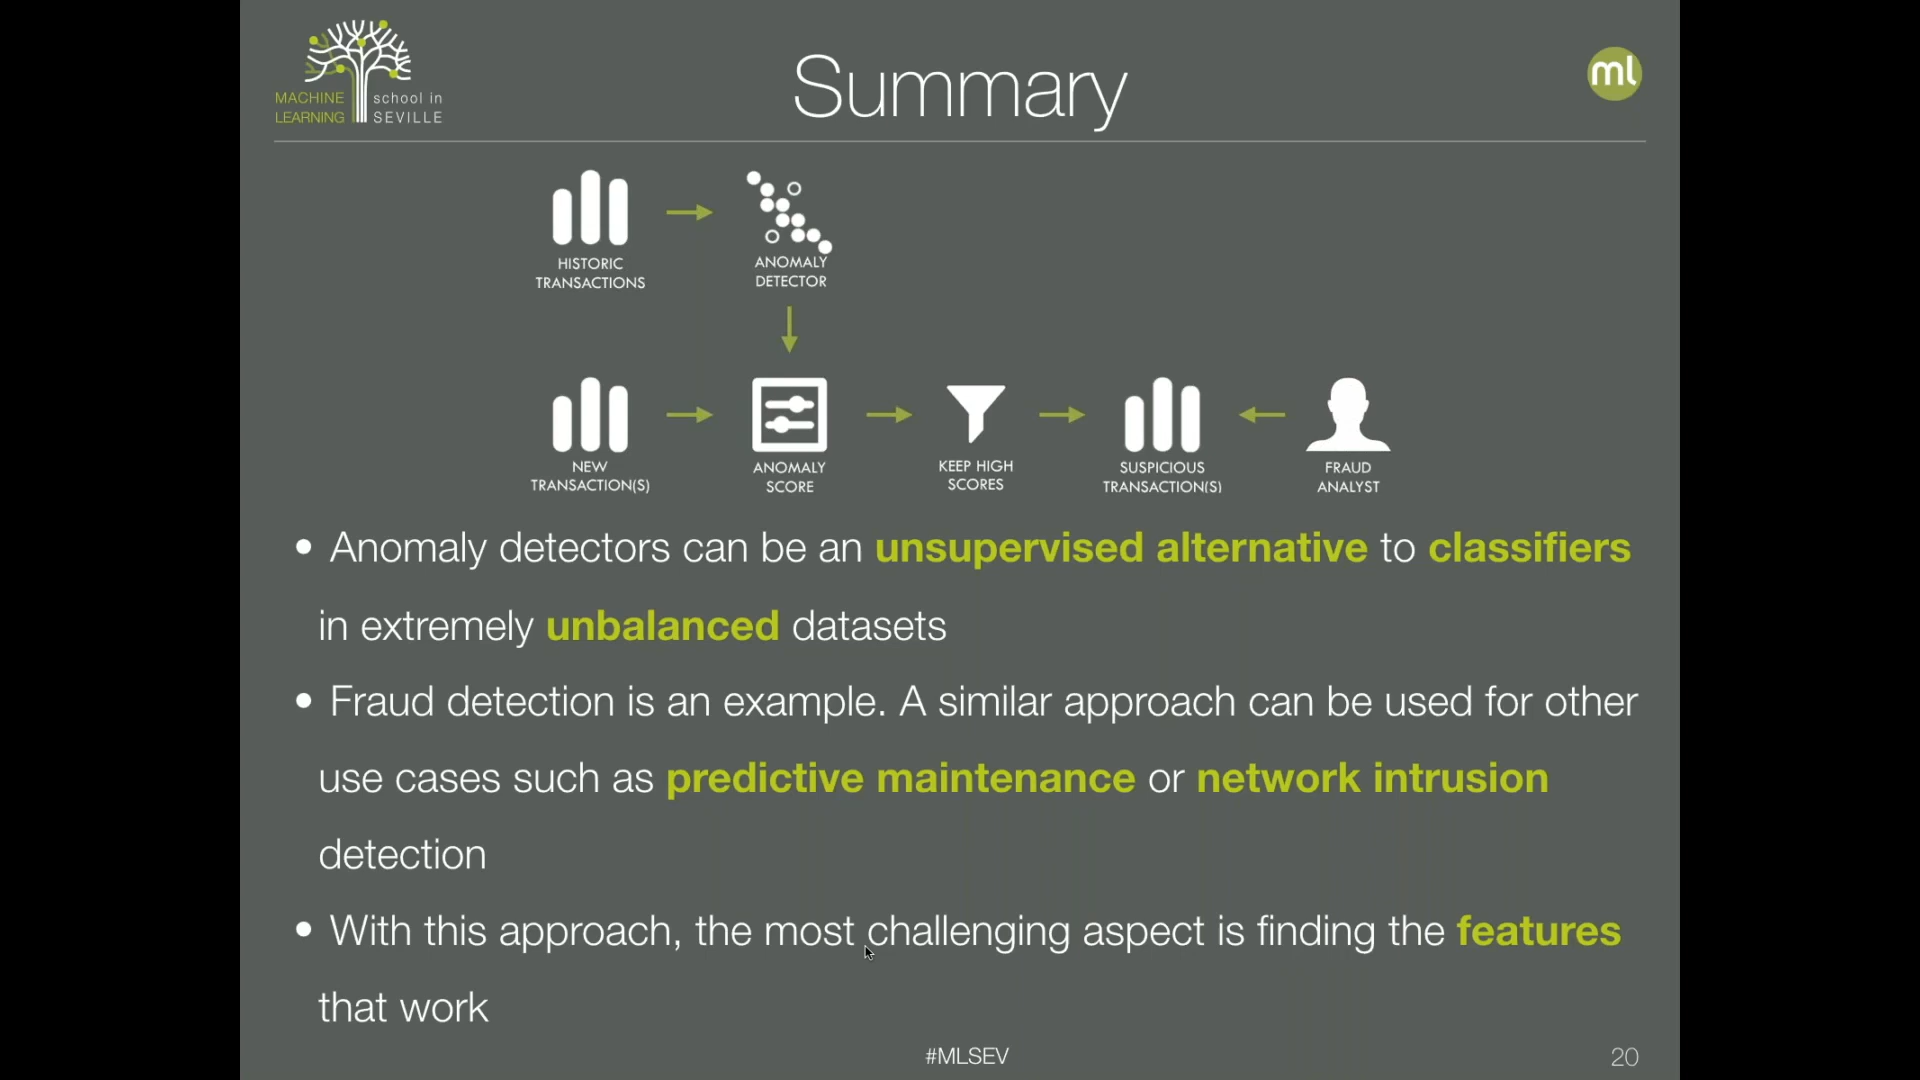 MACHINE school in
LEARNING SEVILLE
Summary
ml
HISTORIC
TRANSACTIONS
ANOMALY
DETECTOR
NEW
TRANSACTION(S)
ANOMALY
SCORE
KEEP HIGH
SCORES
SUSPICIOUS
TRANSACTION(S)
FRAUD
ANALYST
• Anomaly detectors can be an unsupervised alternative to classifiers
in extremely unbalanced datasets
• Fraud detection is an example. A similar approach can be used for other
use cases such as predictive maintenance or network intrusion
detection
• With this approach, the most challenging aspect is finding the features
that work
#MLSEV
20